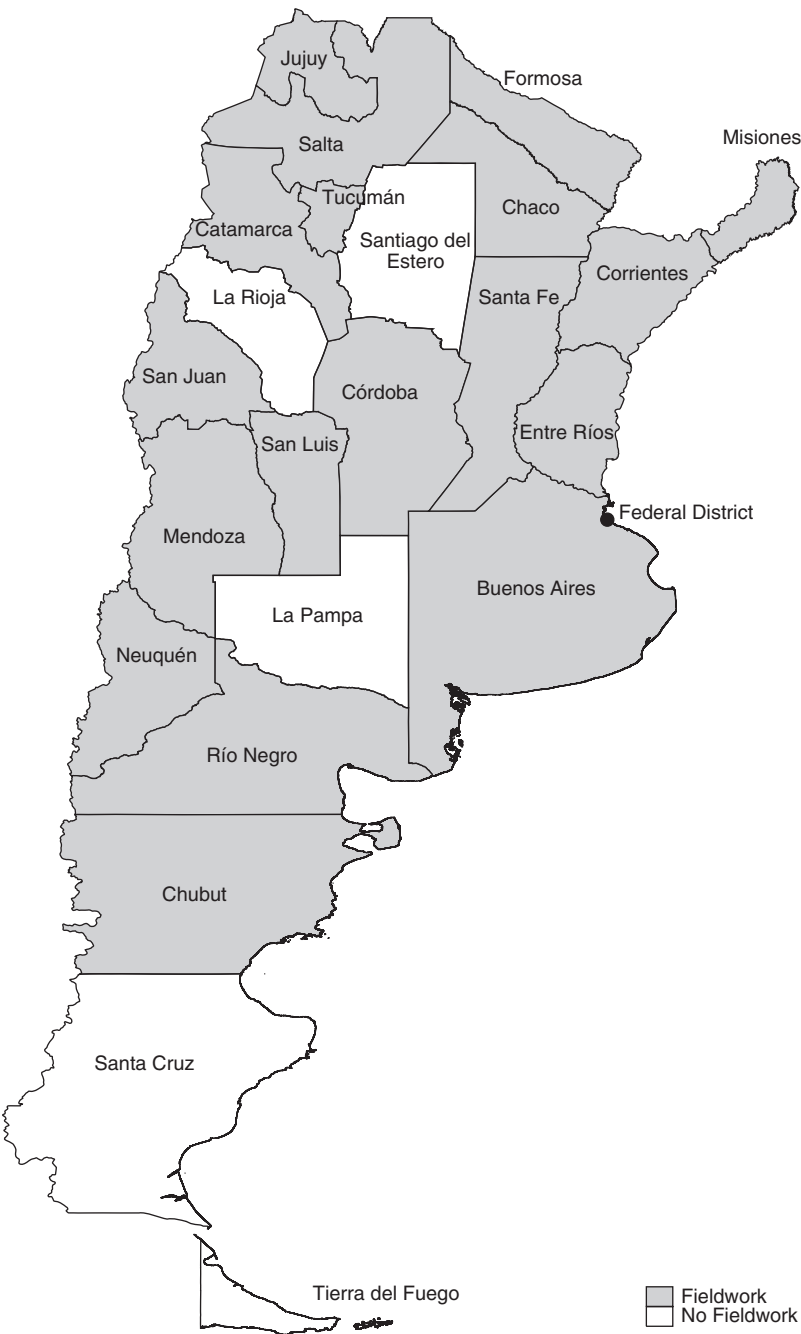 Jujuy
Formosa
Misiones
Salta
Tucumán
Chaco
Catamarca
Santiago del
Estero
Corrientes
La Rioja
Santa Fe
San Juan
Córdoba
Entre Ríos
San Luis
Federal District
Mendoza
Buenos Aires
La Pampa
Neuquén
Río Negro
Chubut
Santa Cruz
Tierra del Fuego
Fieldwork
No Fieldwork